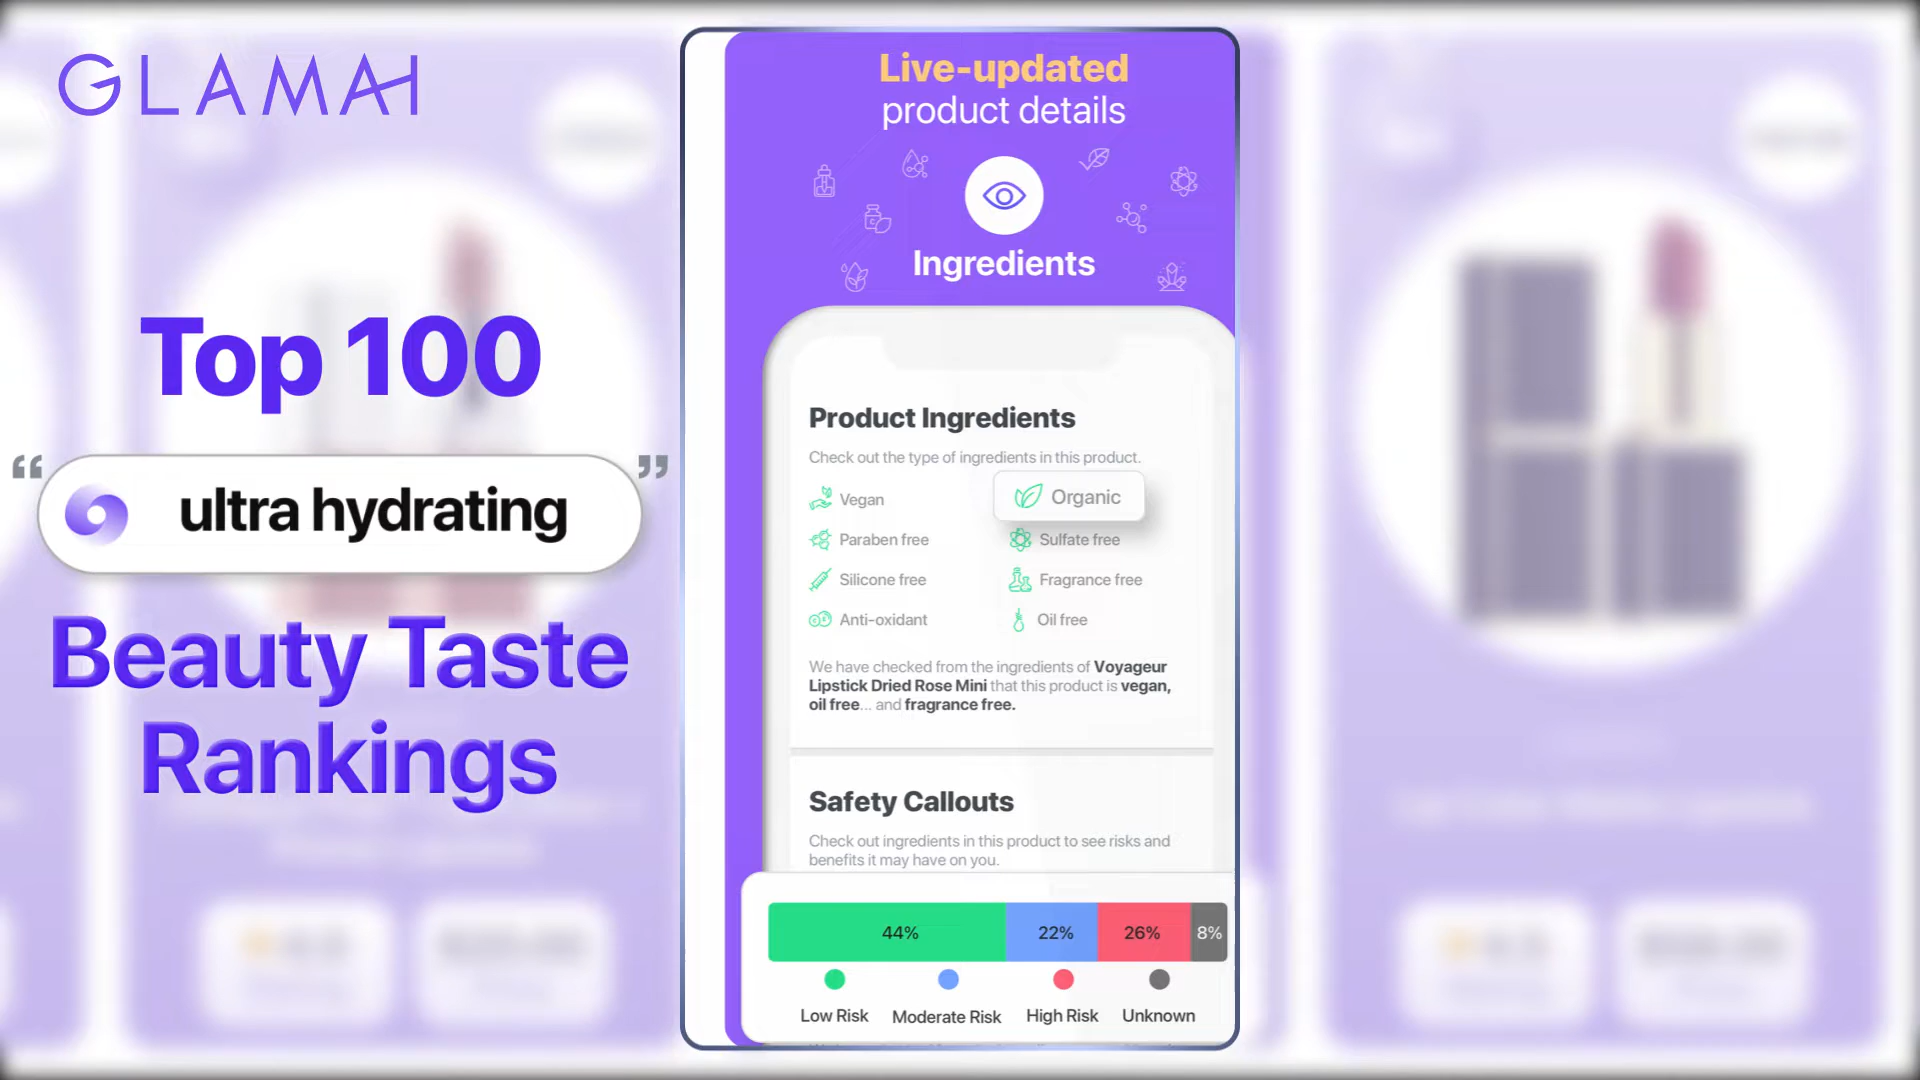 GLAMAI
Top 100
“ ultra hydrating ”
Beauty Taste
Rankings
Live-updated
product details
Ingredients
Product Ingredients
Check out the type of ingredients in this product.
Vegan
Organic
Paraben free
Sulfate free
Silicone free
Fragrance free
Anti-oxidant
Oil free
We have checked from the ingredients of Voyageur
Lipstick Dried Rose Mini that this product is vegan,
oil free... and fragrance free.
Safety Callouts
Check out ingredients in this product to see risks and
benefits it may have on you.
44%
22%
26%
8%
Low Risk
Moderate Risk
High Risk
Unknown